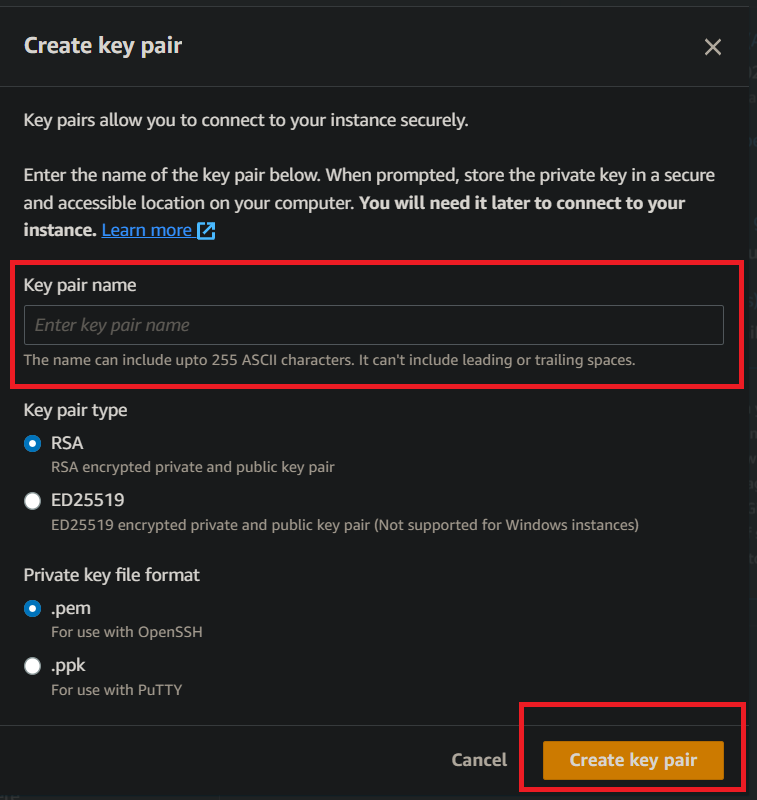 Create key pair
Key pairs allow you to connect to your instance securely.
Enter the name of the key pair below. When prompted, store the private key in a secure
and accessible location on your computer. You will need it later to connect to your
instance. Learn more
Key pair name
Enter key pair name
The name can include upto 255 ASCII characters. It can't include leading or trailing spaces.
Key pair type
RSA
RSA encrypted private and public key pair
ED25519
ED25519 encrypted private and public key pair (Not supported for Windows instances)
Private key file format
.pem
For use with OpenSSH
.ppk
For use with PuTTY
Cancel
Create key pair